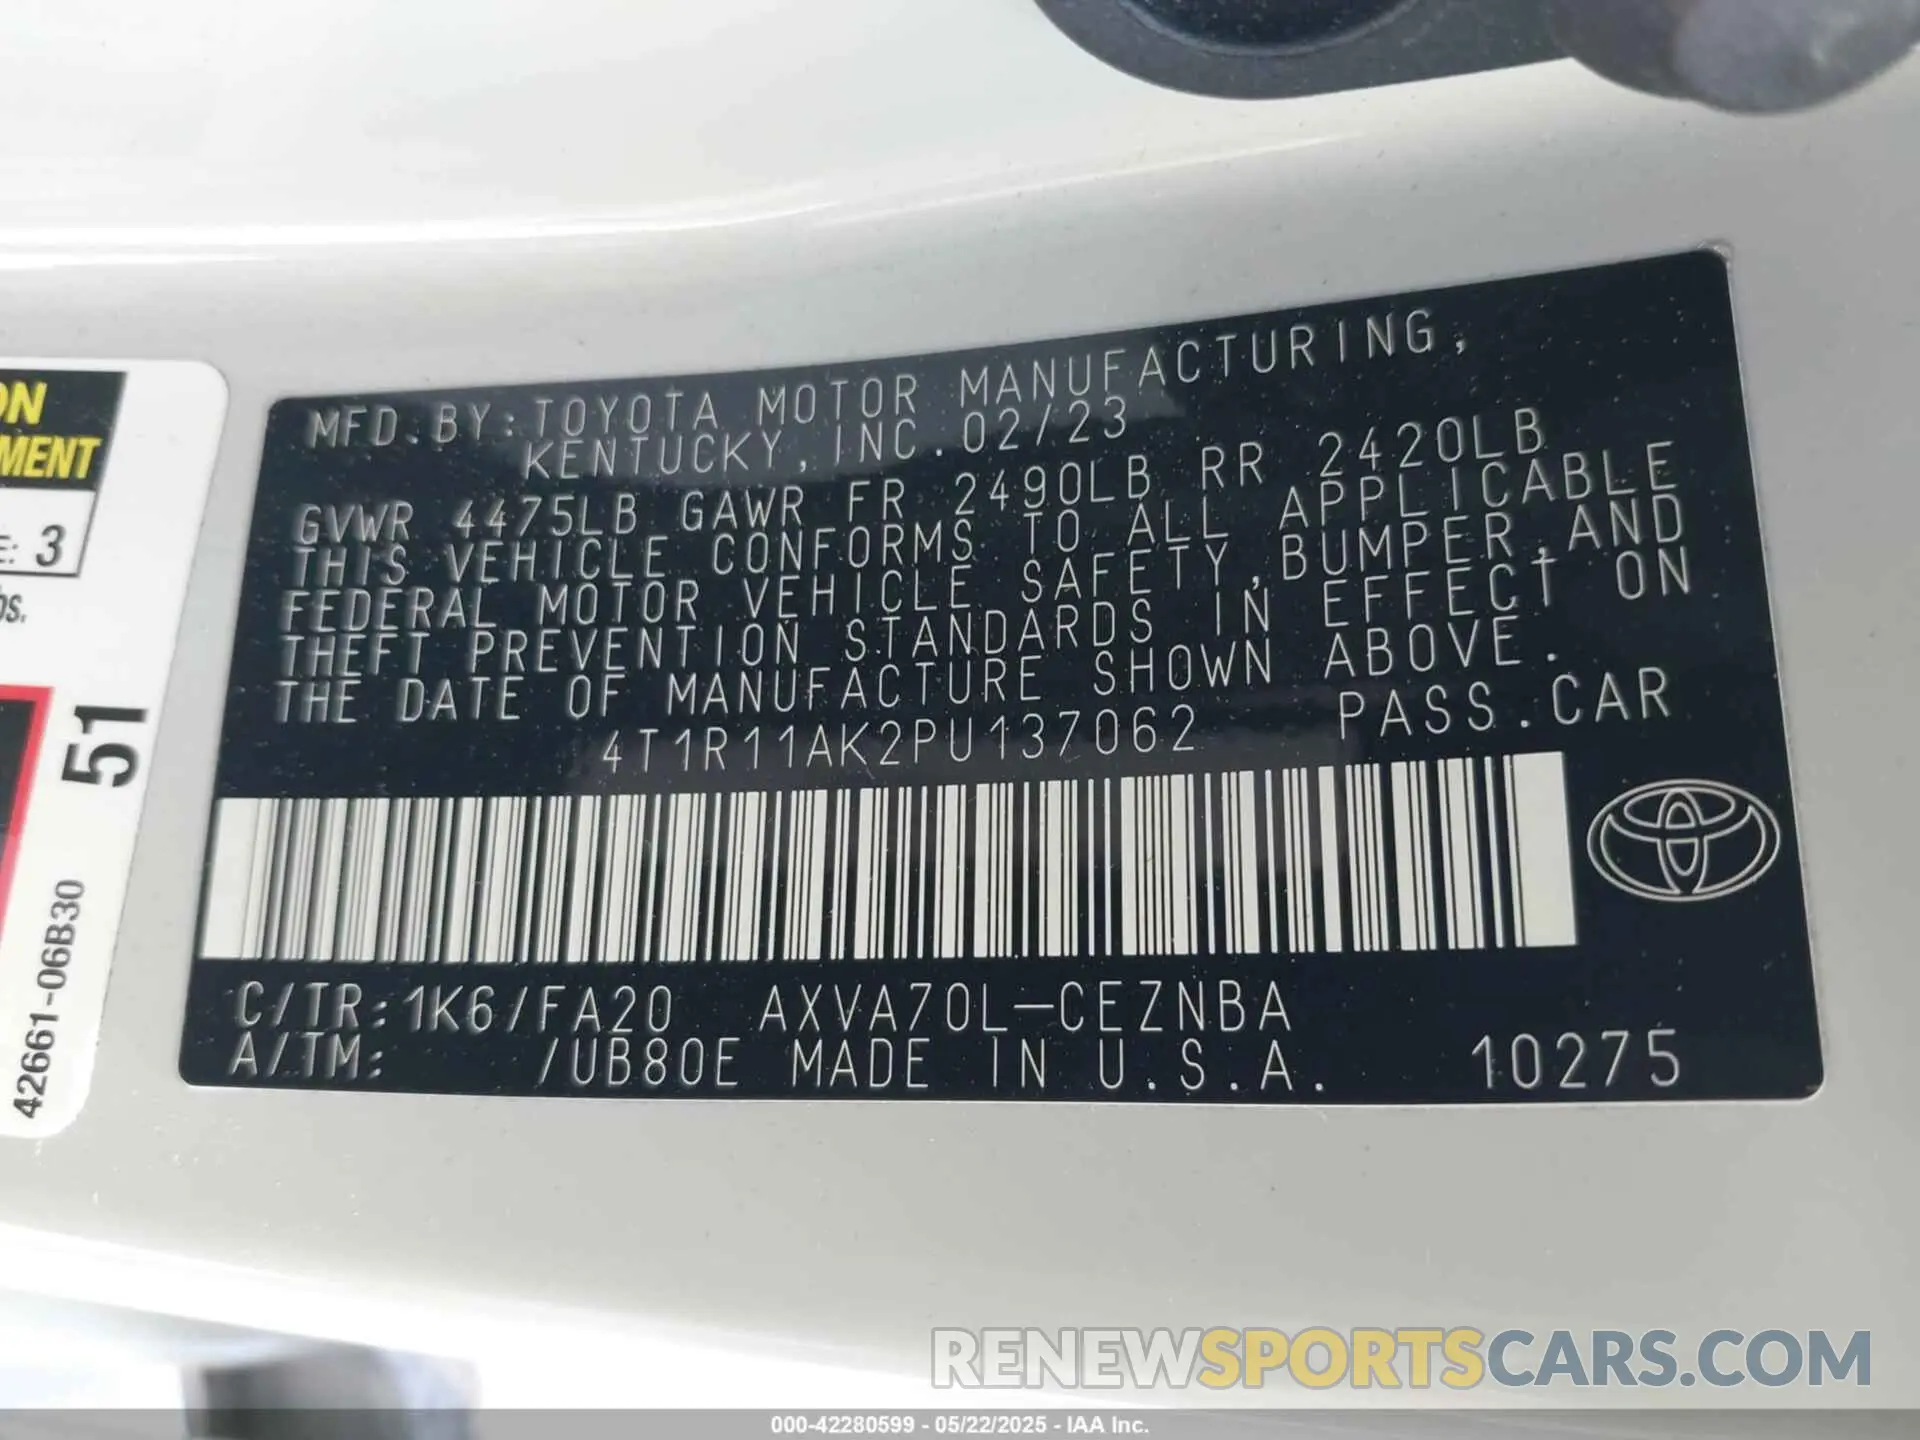 MFD. BY: TOYOTA MOTOR MANUFACTURING,
KENTUCKY, INC. 02/23
GVWR 4475LB GAWR FR 2490LB RR 2420LB
THIS VEHICLE CONFORMS TO ALL APPLICABLE
FEDERAL MOTOR VEHICLE SAFETY, BUMPER, AND
THEFT PREVENTION STANDARDS IN EFFECT ON
THE DATE OF MANUFACTURE SHOWN ABOVE.
4T1R11AK2PU137062 PASS. CAR
C/TR: 1K6/FA20 AXVA70L-CEZNBA
A/TM: /UB80E MADE IN U.S.A. 10275
MENT
3
51
42661-06B30
RENEWSPORTSCARS.COM
000-42280599 - 05/22/2025 - IAA Inc.